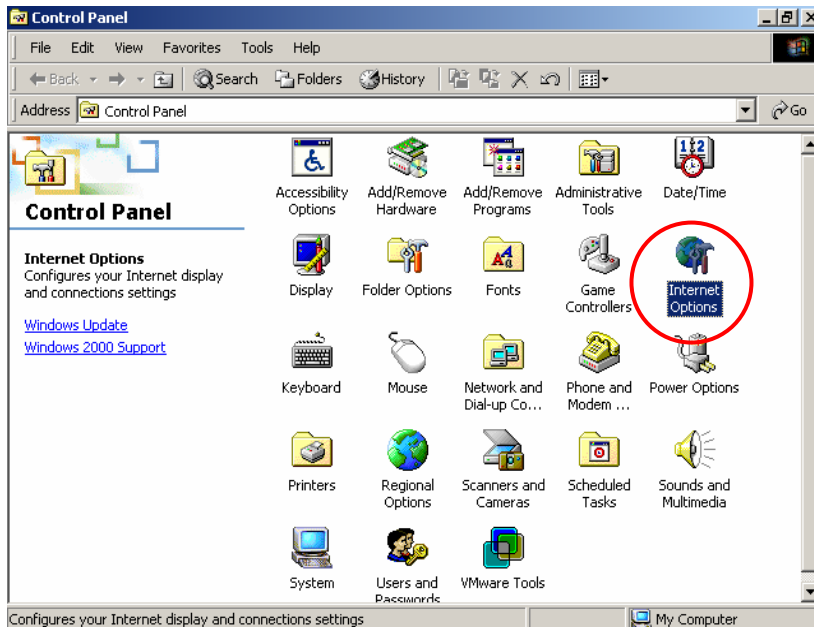 Control Panel
File Edit View Favorites Tools Help
Back Search Folders History
Address Control Panel Go
Control Panel
Internet Options
Configures your Internet display
and connections settings
Windows Update
Windows 2000 Support
Accessibility
Options
Add/Remove
Hardware
Add/Remove
Programs
Administrative
Tools
Date/Time
Display
Folder Options
Fonts
Game
Controllers
Internet
Options
Keyboard
Mouse
Network and
Dial-up Co...
Phone and
Modem ...
Power Options
Printers
Regional
Options
Scanners and
Cameras
Scheduled
Tasks
Sounds and
Multimedia
System
Users and
Passwords
VMware Tools
Configures your Internet display and connections settings
My Computer